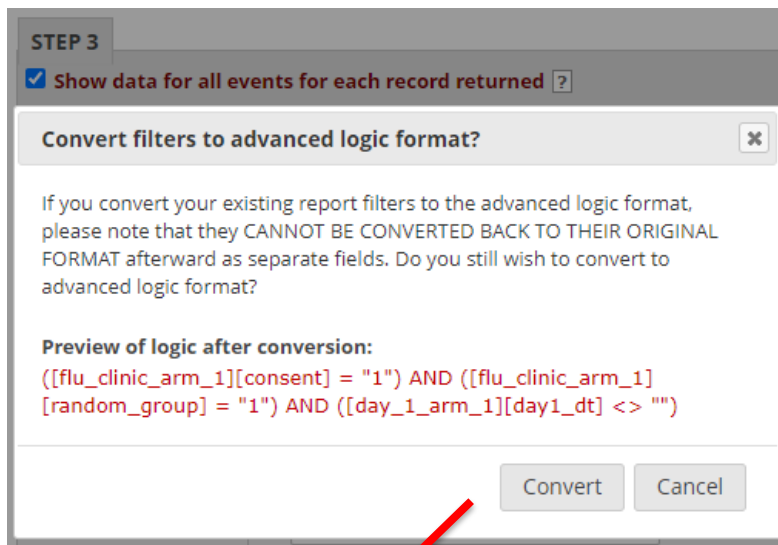 STEP 3
Show data for all events for each record returned ?
Convert filters to advanced logic format?
If you convert your existing report filters to the advanced logic format,
please note that they CANNOT BE CONVERTED BACK TO THEIR ORIGINAL
FORMAT afterward as separate fields. Do you still wish to convert to
advanced logic format?
Preview of logic after conversion:
([flu_clinic_arm_1][consent] = "1") AND ([flu_clinic_arm_1]
[random_group] = "1") AND ([day_1_arm_1][day1_dt] <> "")
Convert Cancel